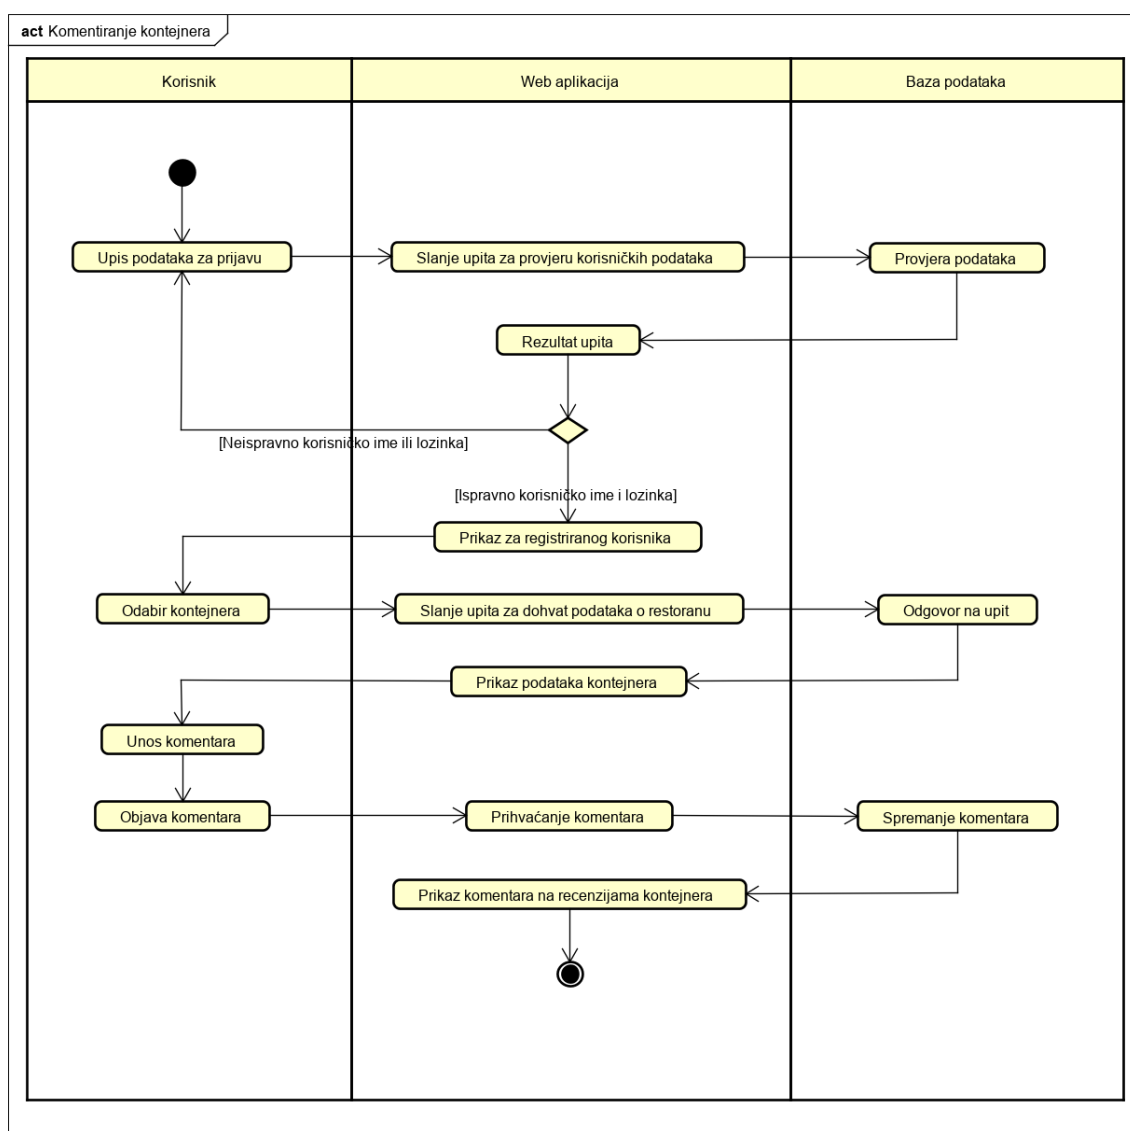 act Komentiranje kontejnera
Korisnik
Web aplikacija
Baza podataka
Upis podataka za prijavu
Slanje upita za provjeru korisničkih podataka
Provjera podataka
Rezultat upita
[Neispravno korisničko ime ili lozinka]
[Ispravno korisničko ime i lozinka]
Prikaz za registriranog korisnika
Odabir kontejnera
Slanje upita za dohvat podataka o restoranu
Odgovor na upit
Prikaz podataka kontejnera
Unos komentara
Objava komentara
Prihvaćanje komentara
Spremanje komentara
Prikaz komentara na recenzijama kontejnera